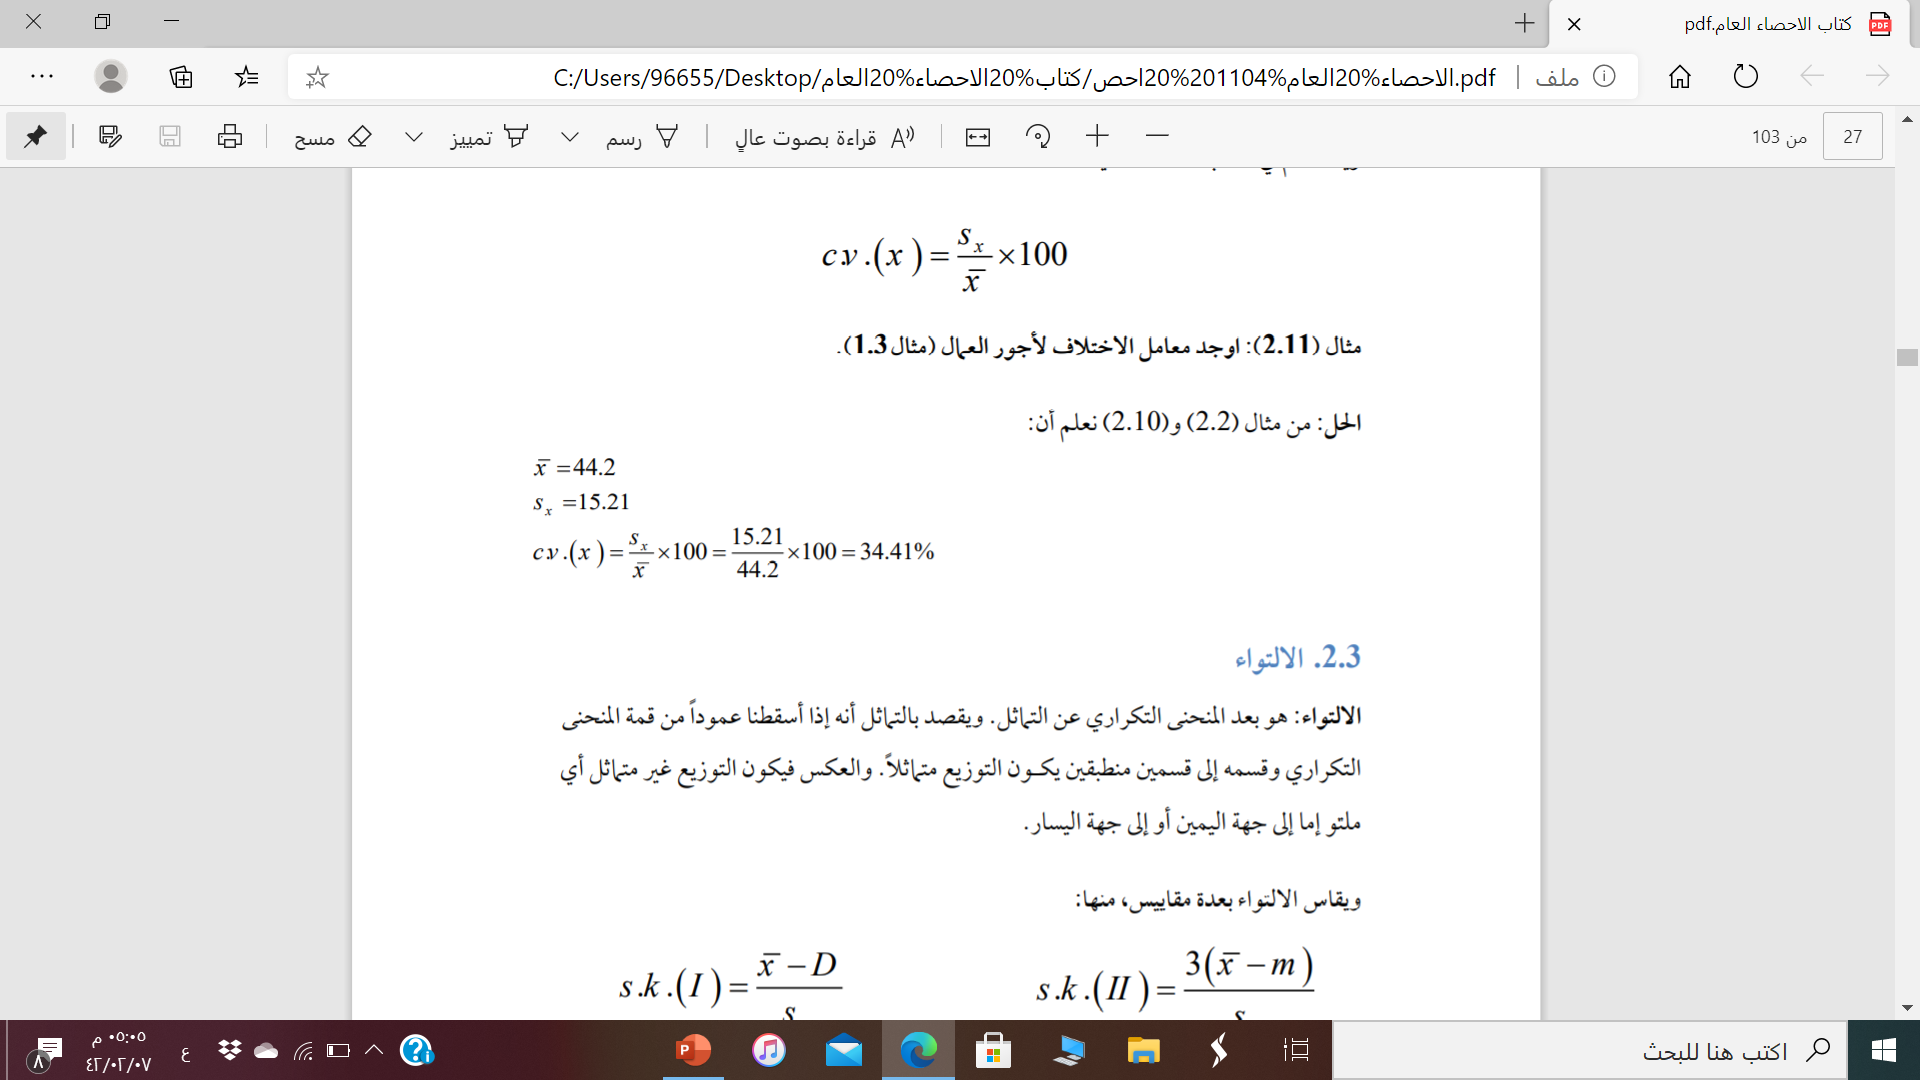 كتاب الاحصاء العام.pdf
C:/Users/96655/Desktop/الاحصاء%20العام%201104%20احص/كتاب%20الاحصاء%20العام.pdf
ملف
27
من 103
قراءة بصوت عالٍ
رسم
تمييز
مسح
c.v.(x) = s_x / x̄ ×100
مثال (2.11): اوجد معامل الاختلاف لأجور العمال (مثال 1.3).
الحل: من مثال (2.2) و(2.10) نعلم أن:
x̄ =44.2
s_x =15.21
c.v.(x) = s_x / x̄ ×100 = 15.21 / 44.2 ×100 = 34.41%
2.3. الالتواء
الالتواء: هو بعد المنحنى التكراري عن التماثل. ويقصد بالتماثل أنه إذا أسقطنا عموداً من قمة المنحنى
التكراري وقسمه إلى قسمين منطبقين يكون التوزيع متماثلاً. والعكس فيكون التوزيع غير متماثل أي
ملتو إما إلى جهة اليمين أو إلى جهة اليسار.
ويقاس الالتواء بعدة مقاييس، منها:
s.k.(II) = 3(x̄ − m) / s
s.k.(I) = x̄ − D / s
اكتب هنا للبحث
ع
٠٥:٠٥ م
٤٢/٠٢/٠٧
٨